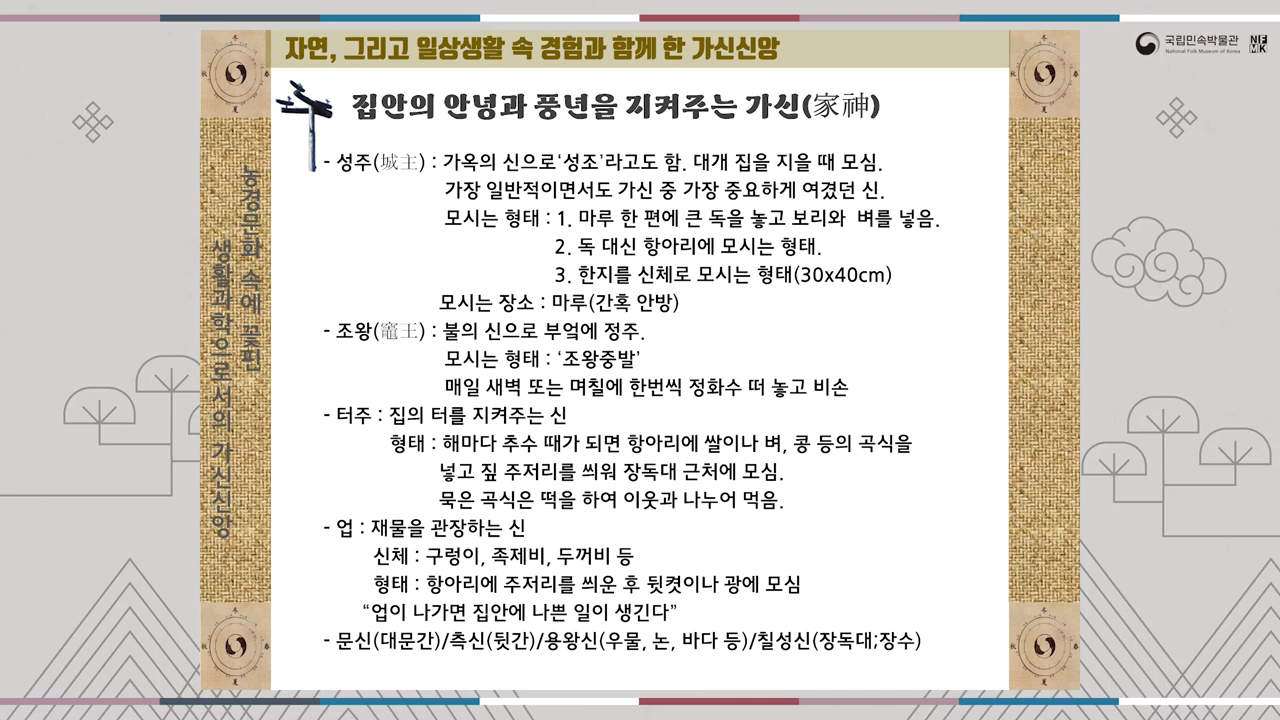 자연, 그리고 일상생활 속 경험과 함께 한 가신신앙
국립민속박물관
National Folk Museum of Korea
NF
MK
집안의 안녕과 풍년을 지켜주는 가신(家神)
- 성주(城主) : 가옥의 신으로‘성조’라고도 함. 대개 집을 지을 때 모심.
가장 일반적이면서도 가신 중 가장 중요하게 여겼던 신.
모시는 형태 : 1. 마루 한 편에 큰 독을 놓고 보리와 벼를 넣음.
2. 독 대신 항아리에 모시는 형태.
3. 한지를 신체로 모시는 형태(30x40cm)
모시는 장소 : 마루(간혹 안방)
- 조왕(竈王) : 불의 신으로 부엌에 정주.
모시는 형태 : ‘조왕중발’
매일 새벽 또는 며칠에 한번씩 정화수 떠 놓고 비손
- 터주 : 집의 터를 지켜주는 신
형태 : 해마다 추수 때가 되면 항아리에 쌀이나 벼, 콩 등의 곡식을
넣고 짚 주저리를 씌워 장독대 근처에 모심.
묵은 곡식은 떡을 하여 이웃과 나누어 먹음.
- 업 : 재물을 관장하는 신
신체 : 구렁이, 족제비, 두꺼비 등
형태 : 항아리에 주저리를 씌운 후 뒷켯이나 광에 모심
“업이 나가면 집안에 나쁜 일이 생긴다”
- 문신(대문간)/측신(뒷간)/용왕신(우물, 논, 바다 등)/칠성신(장독대;장수)
농경문화 속에 꽃핀
생활과학으로서의 가신신앙